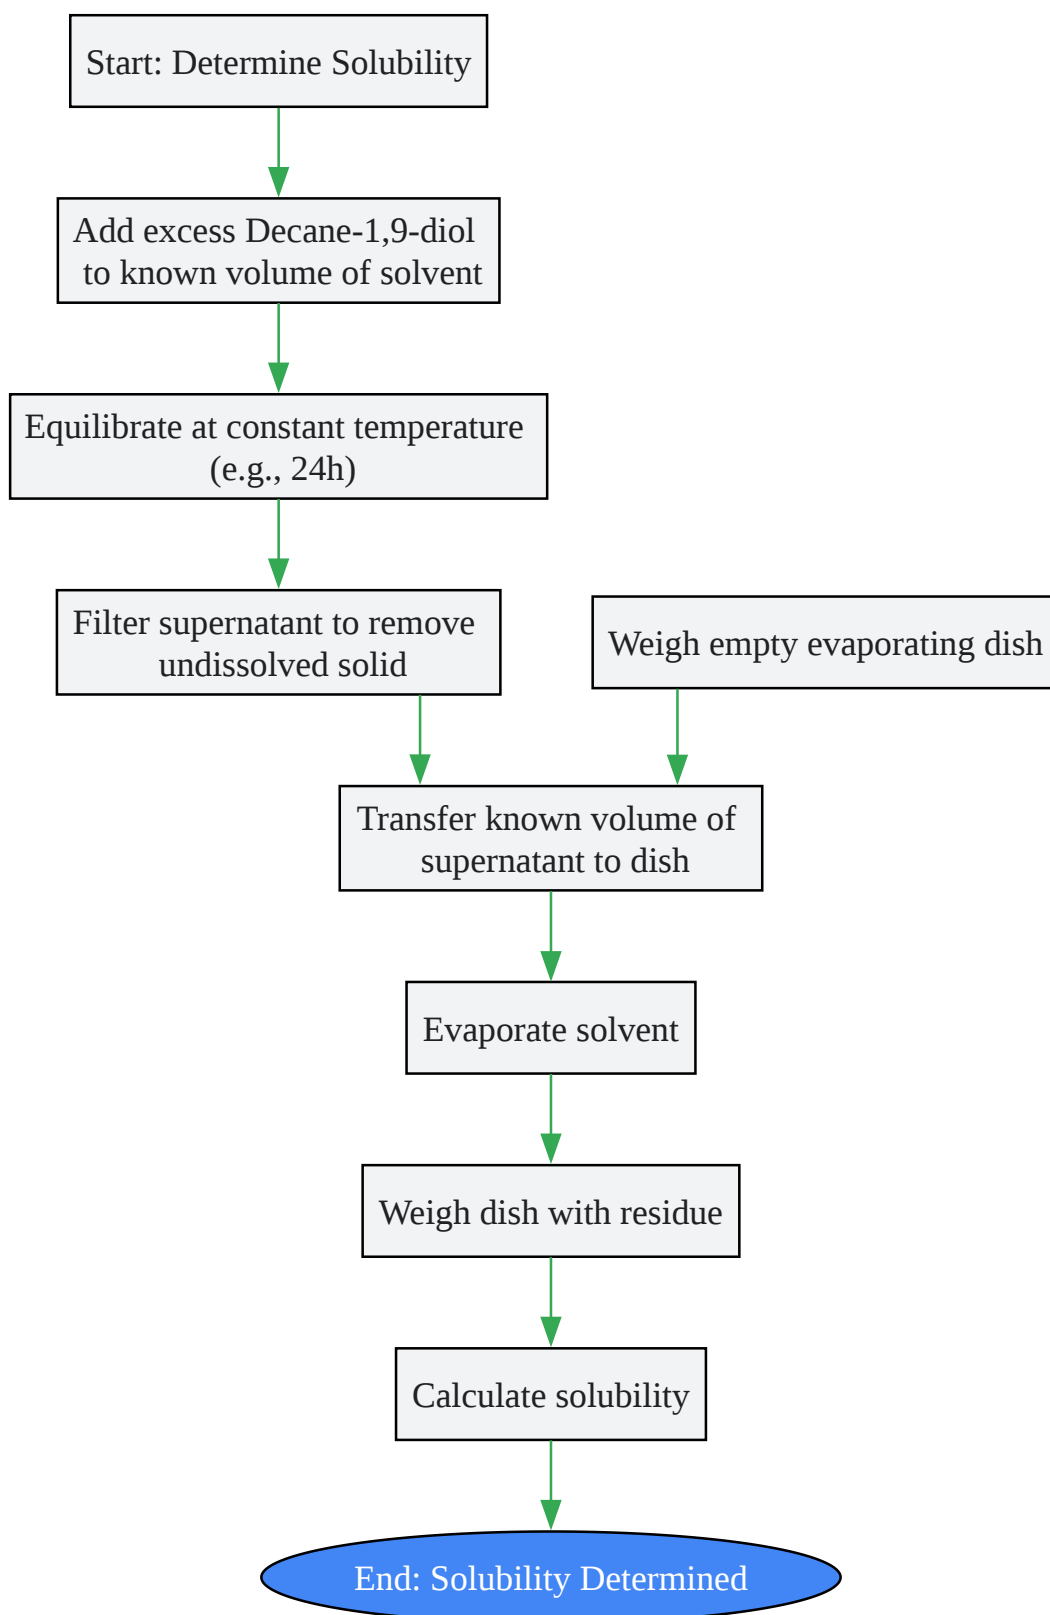 Start: Determine Solubility
Add excess Decane-1,9-diol
to known volume of solvent
Equilibrate at constant temperature
(e.g., 24h)
Filter supernatant to remove
undissolved solid
Weigh empty evaporating dish
Transfer known volume of
supernatant to dish
Evaporate solvent
Weigh dish with residue
Calculate solubility
End: Solubility Determined